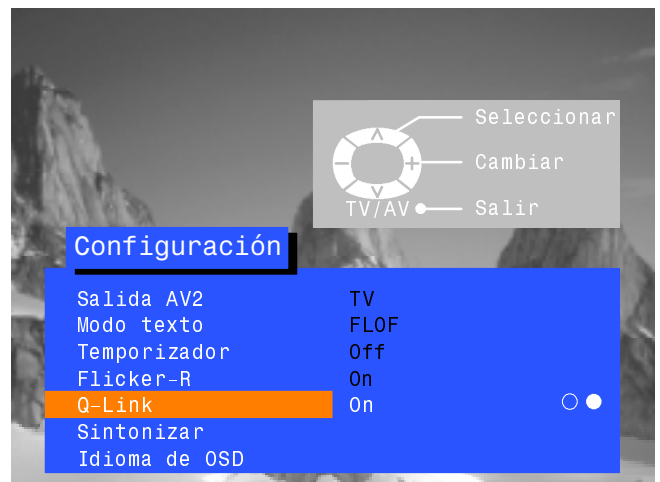 Seleccionar
Cambiar
TV/AV Salir
Configuración
Salida AV2 TV
Modo texto FLOF
Temporizador Off
Flicker-R On
Q-Link On
Sintonizar
Idioma de OSD